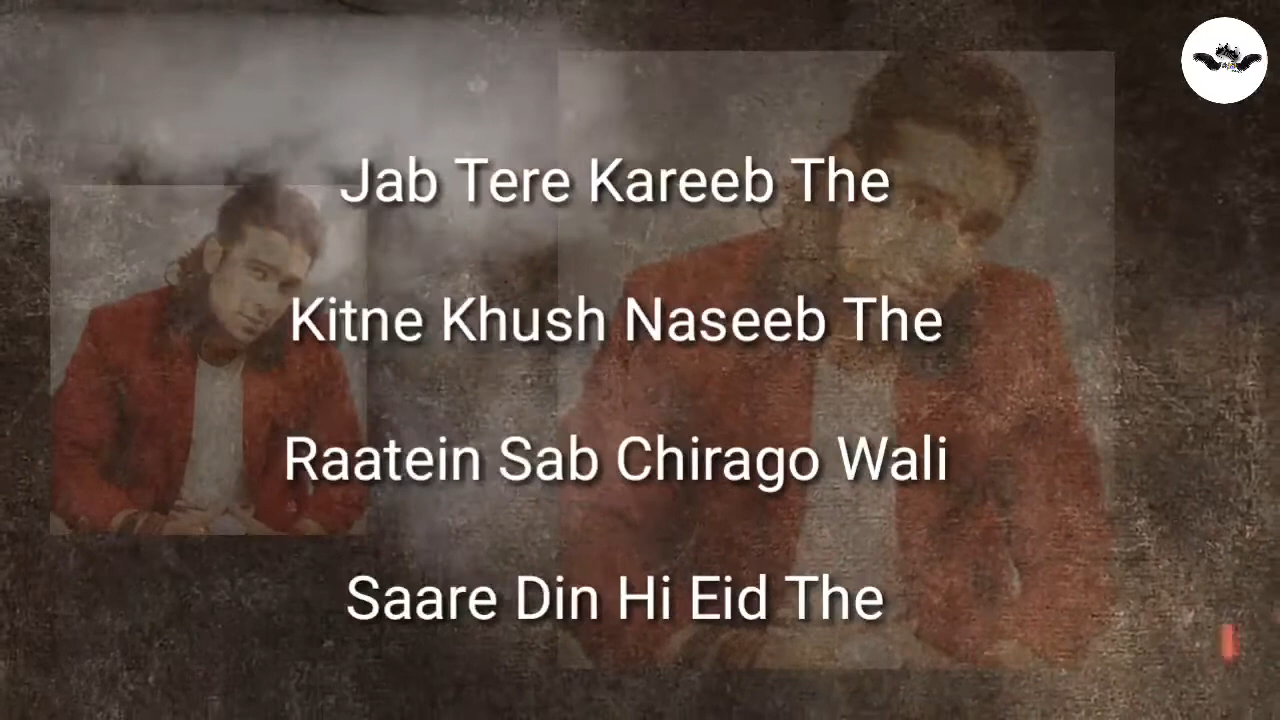 Jab Tere Kareeb The
Kitne Khush Naseeb The
Raatein Sab Chirago Wali
Saare Din Hi Eid The